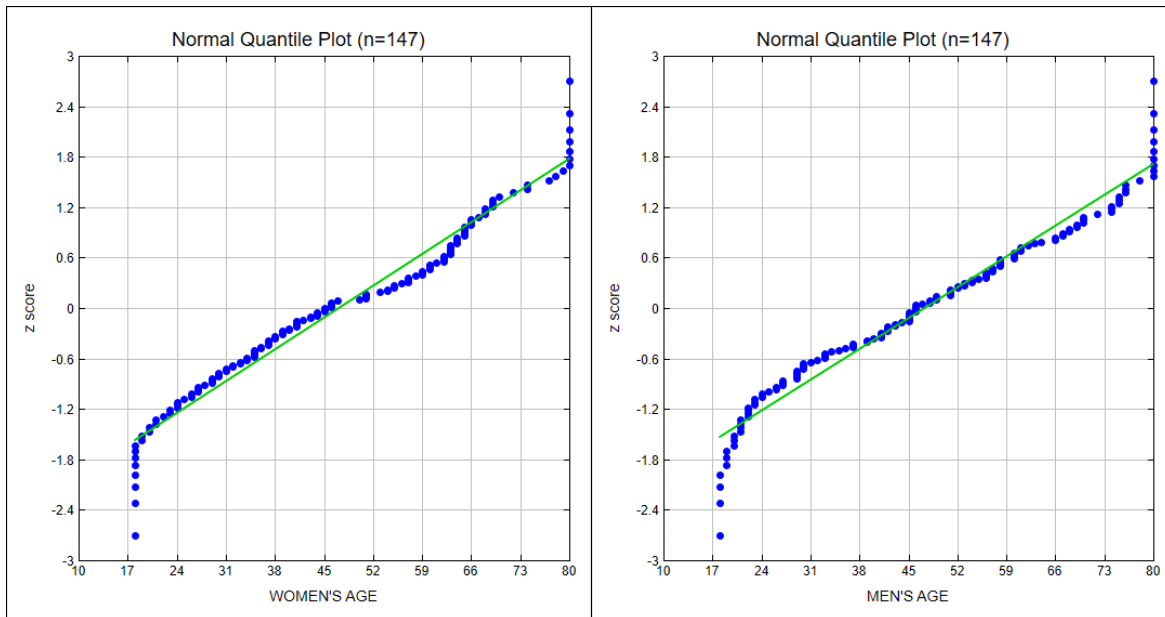 Normal Quantile Plot (n=147)
3
2.4
1.8
1.2
0.6
0
-0.6
-1.2
-1.8
-2.4
-3
z score
10 17 24 31 38 45 52 59 66 73 80
WOMEN'S AGE
Normal Quantile Plot (n=147)
3
2.4
1.8
1.2
0.6
0
-0.6
-1.2
-1.8
-2.4
-3
z score
10 17 24 31 38 45 52 59 66 73 80
MEN'S AGE